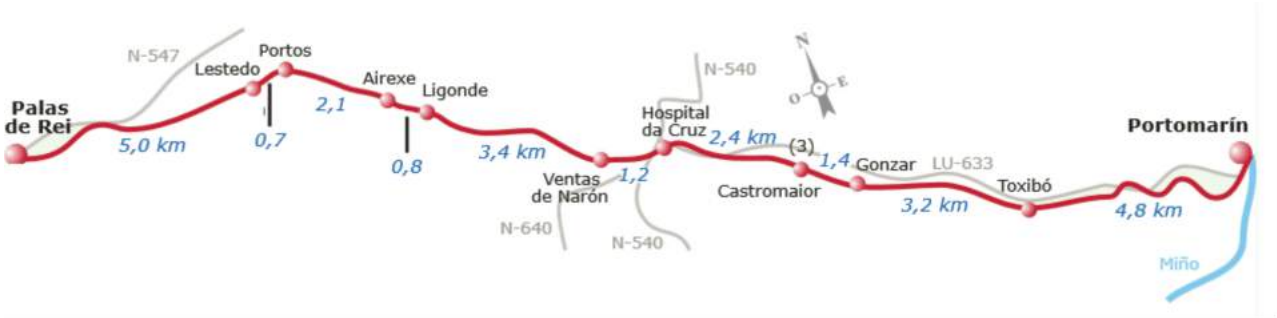 N-547
Portos
Lestedo
Airexe
Ligonde
Palas
de Rei
5,0 km
0,7
2,1
0,8
3,4 km
Ventas
de Narón
1,2
Hospital
da Cruz
N-540
2,4 km
(3)
1,4
Castromaior
Gonzar
LU-633
3,2 km
Toxibó
4,8 km
Portomarín
N-640
N-540
Miño
N
E
O